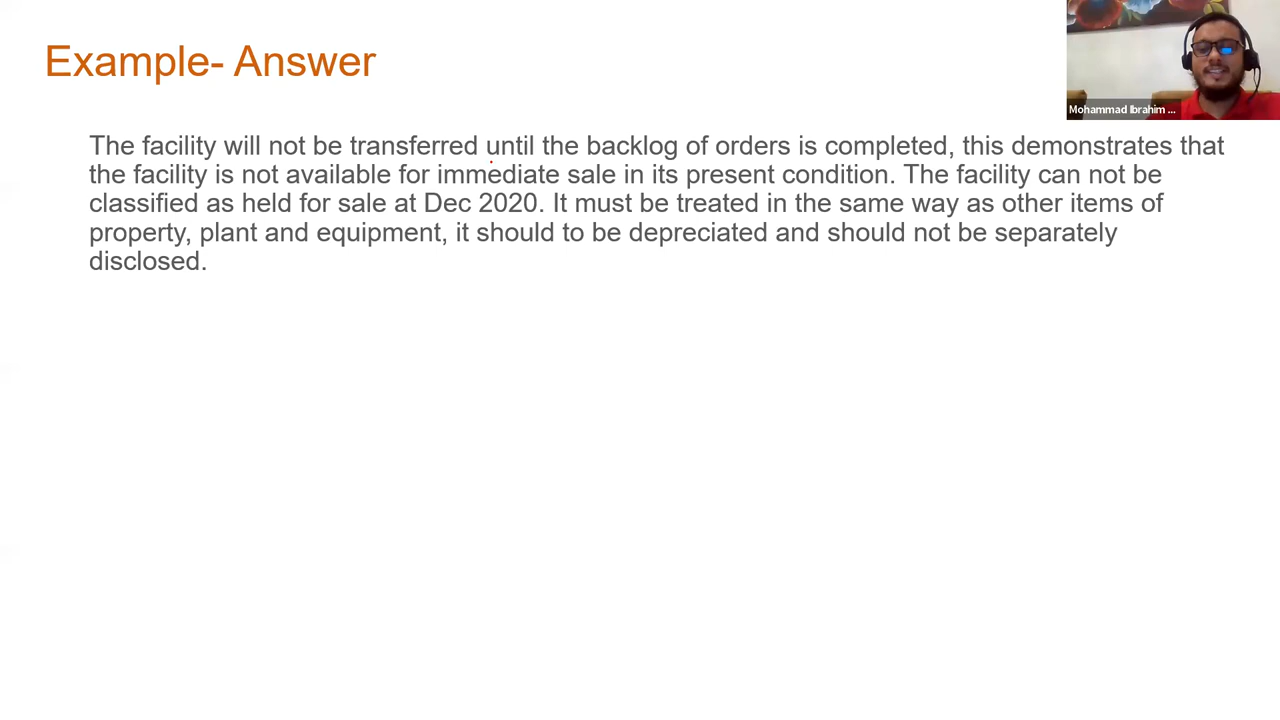 Example- Answer
Mohammad Ibrahim ...
The facility will not be transferred until the backlog of orders is completed, this demonstrates that
the facility is not available for immediate sale in its present condition. The facility can not be
classified as held for sale at Dec 2020. It must be treated in the same way as other items of
property, plant and equipment, it should to be depreciated and should not be separately
disclosed.